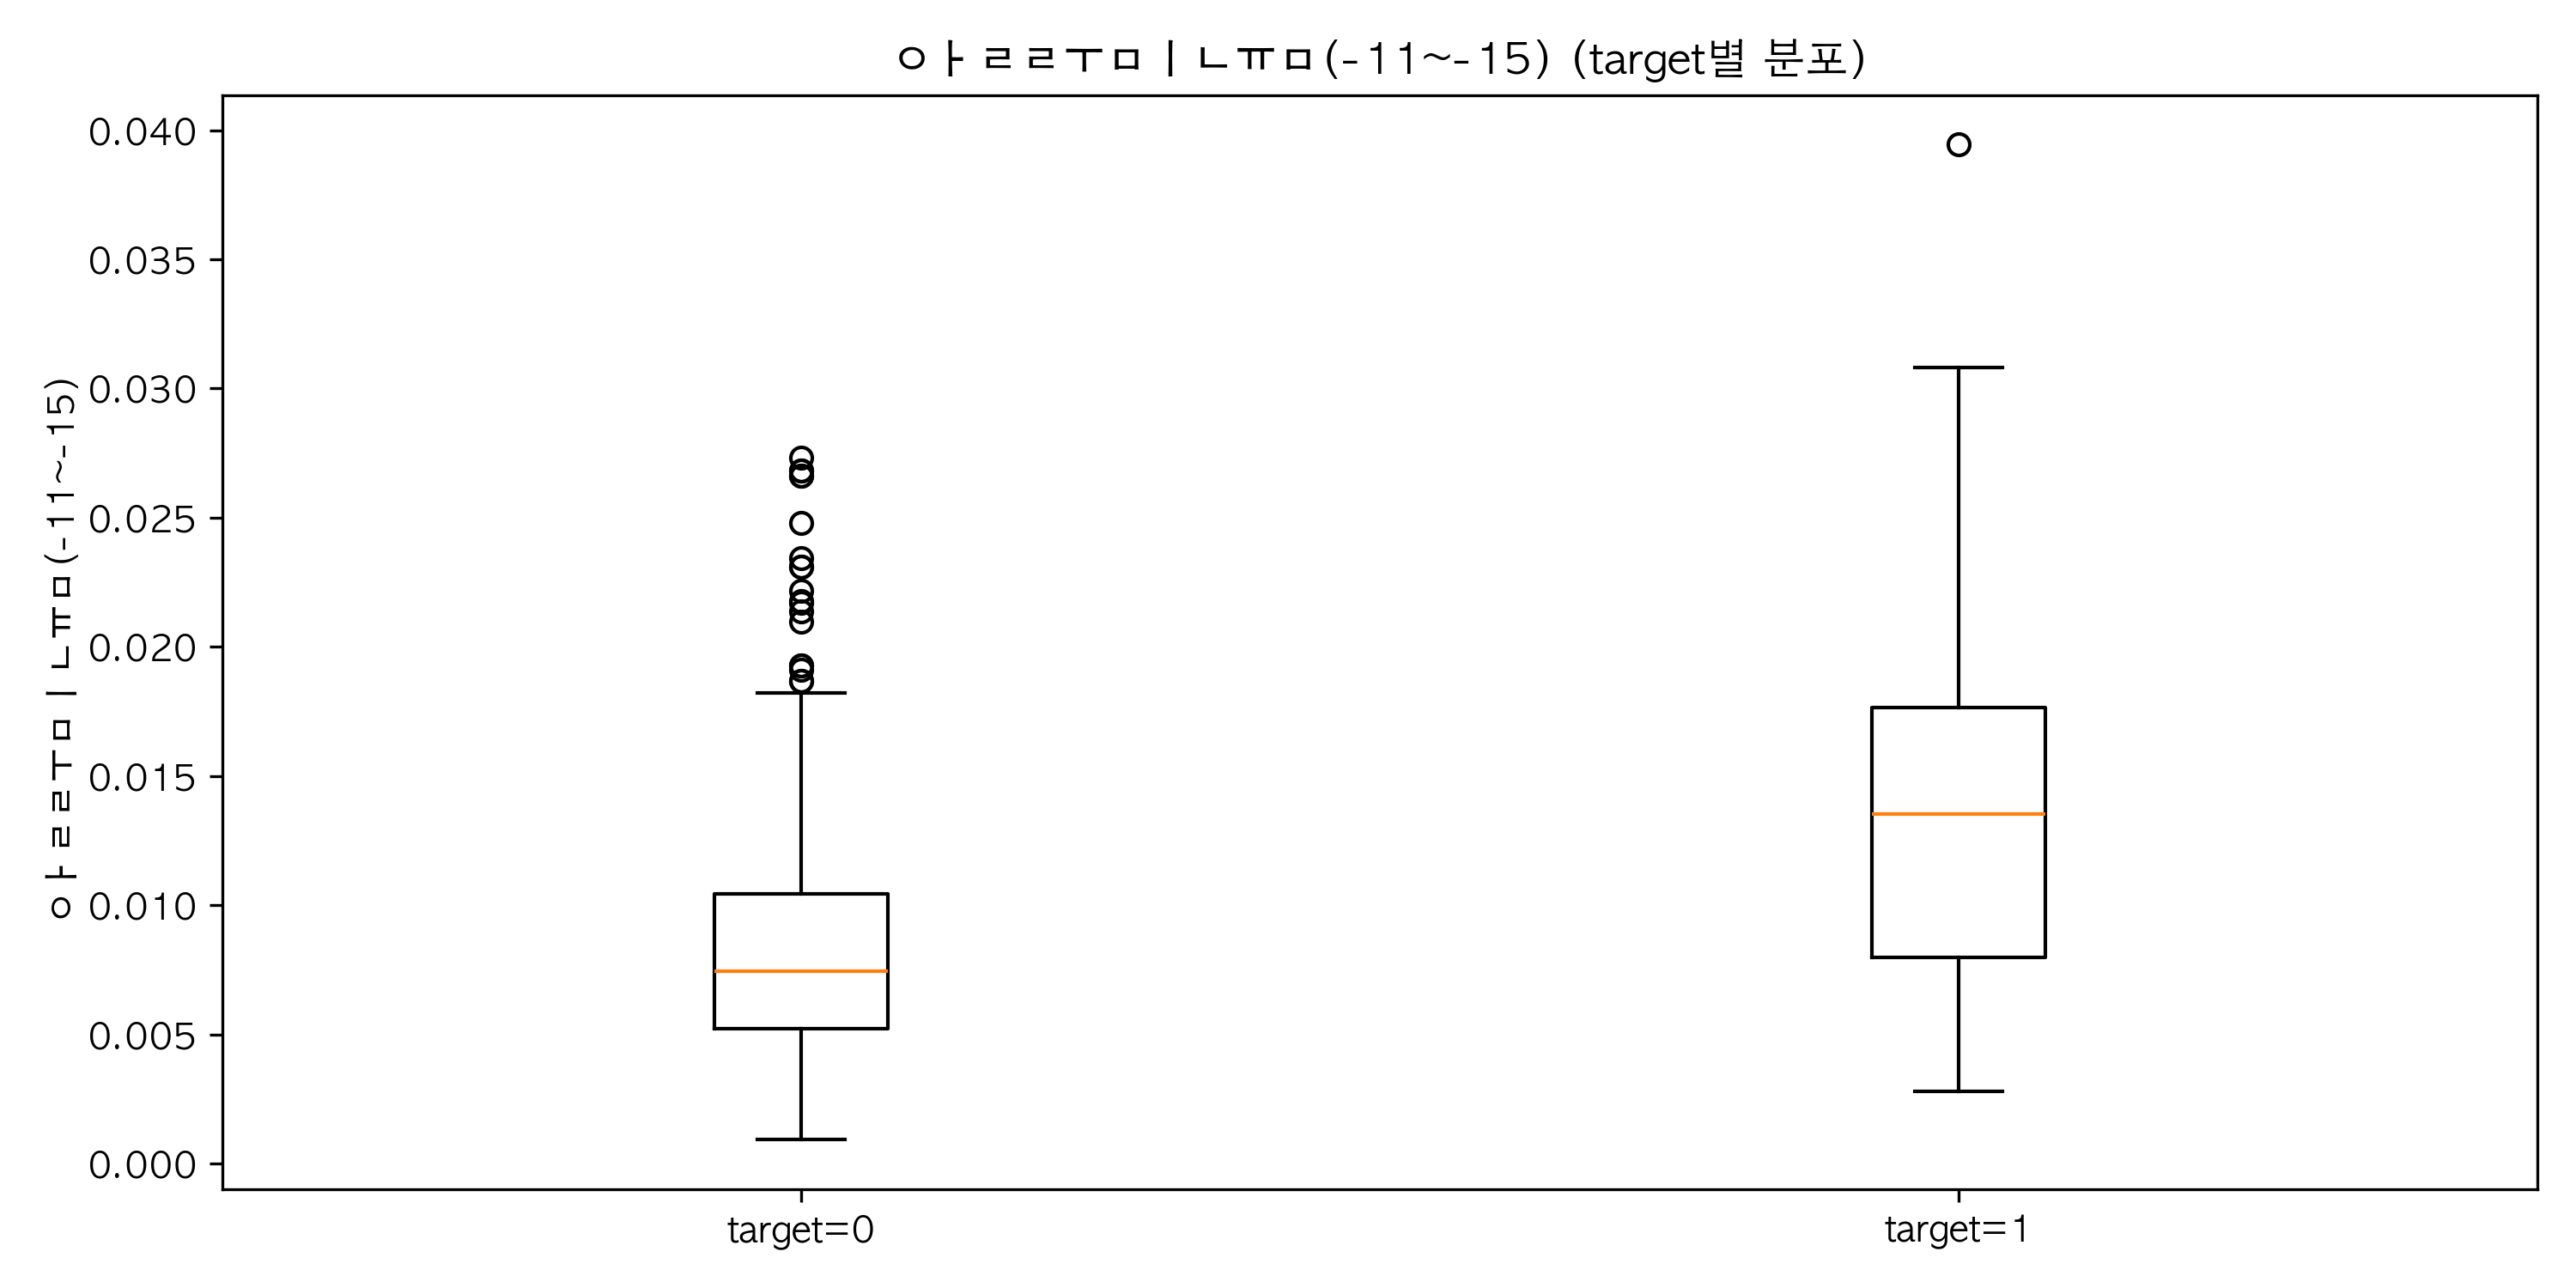 ㅇㅏㄹㄹㅜㅁㅣㄴㅠㅁ(-11~-15) (target별 분포)
ㅇㅏㄹㄹㅜㅁㅣㄴㅠㅁ(-11~-15)
0.040
0.035
0.030
0.025
0.020
0.015
0.010
0.005
0.000
target=0
target=1